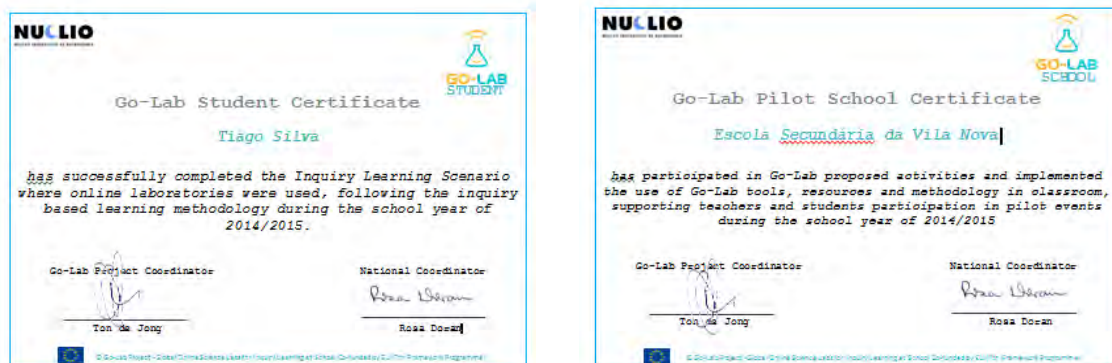 NUCLIO
GO-LAB
STUDENT
Go-Lab Student Certificate
Tiago Silva
has successfully completed the Inquiry Learning Scenario
where online laboratories were used, following the inquiry
based learning methodology during the school year of
2014/2015.
Go-Lab Project Coordinator
National Coordinator
Rosa Doran
Ton de Jong
Rosa Doran
NUCLIO
GO-LAB
SCHOOL
Go-Lab Pilot School Certificate
Escola Secundária da Vila Nova
has participated in Go-Lab proposed activities and implemented
the use of Go-Lab tools, resources and methodology in classroom,
supporting teachers and students participation in pilot events
during the school year of 2014/2015
Go-Lab Project Coordinator
National Coordinator
Rosa Doran
Ton de Jong
Rosa Doran